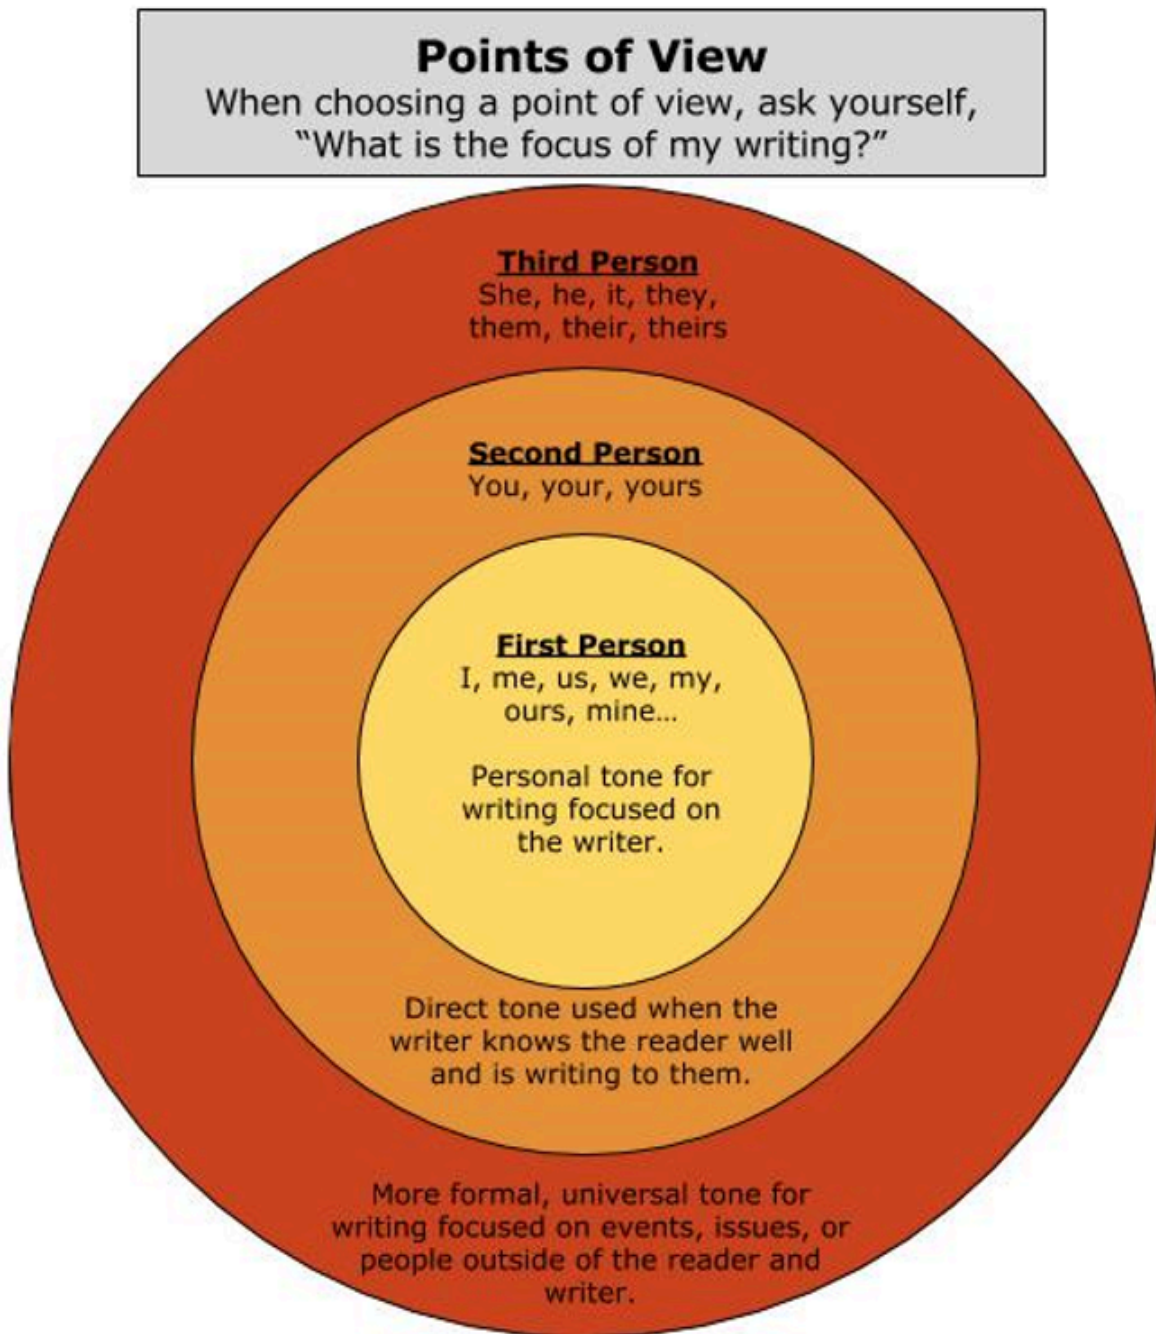 Points of View
When choosing a point of view, ask yourself,
“What is the focus of my writing?”
Third Person
She, he, it, they,
them, their, theirs
Second Person
You, your, yours
First Person
I, me, us, we, my,
ours, mine…
Personal tone for
writing focused on
the writer.
Direct tone used when the
writer knows the reader well
and is writing to them.
More formal, universal tone for
writing focused on events, issues, or
people outside of the reader and
writer.